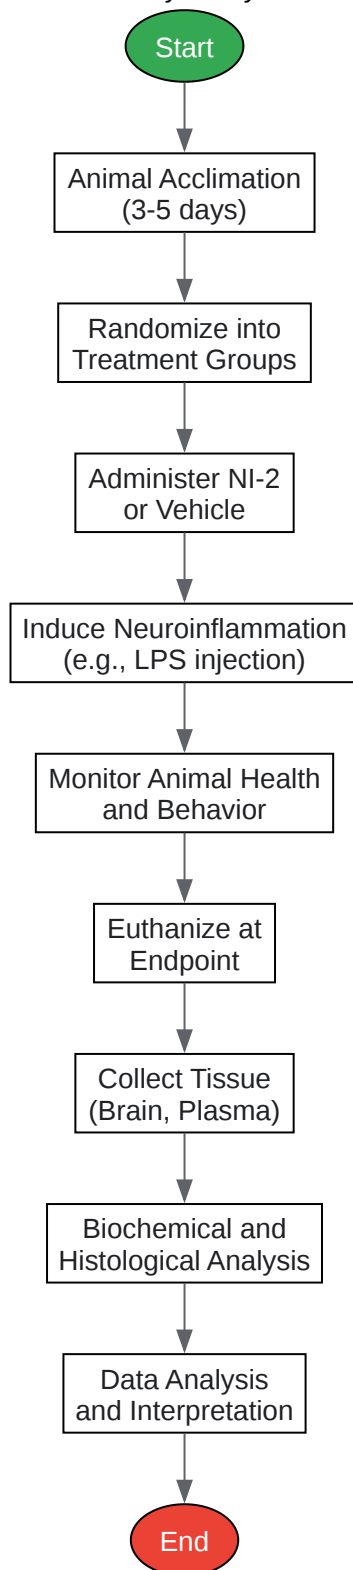 Start
Animal Acclimation
(3-5 days)
Randomize into
Treatment Groups
Administer NI-2
or Vehicle
Induce Neuroinflammation
(e.g., LPS injection)
Monitor Animal Health
and Behavior
Euthanize at
Endpoint
Collect Tissue
(Brain, Plasma)
Biochemical and
Histological Analysis
Data Analysis
and Interpretation
End